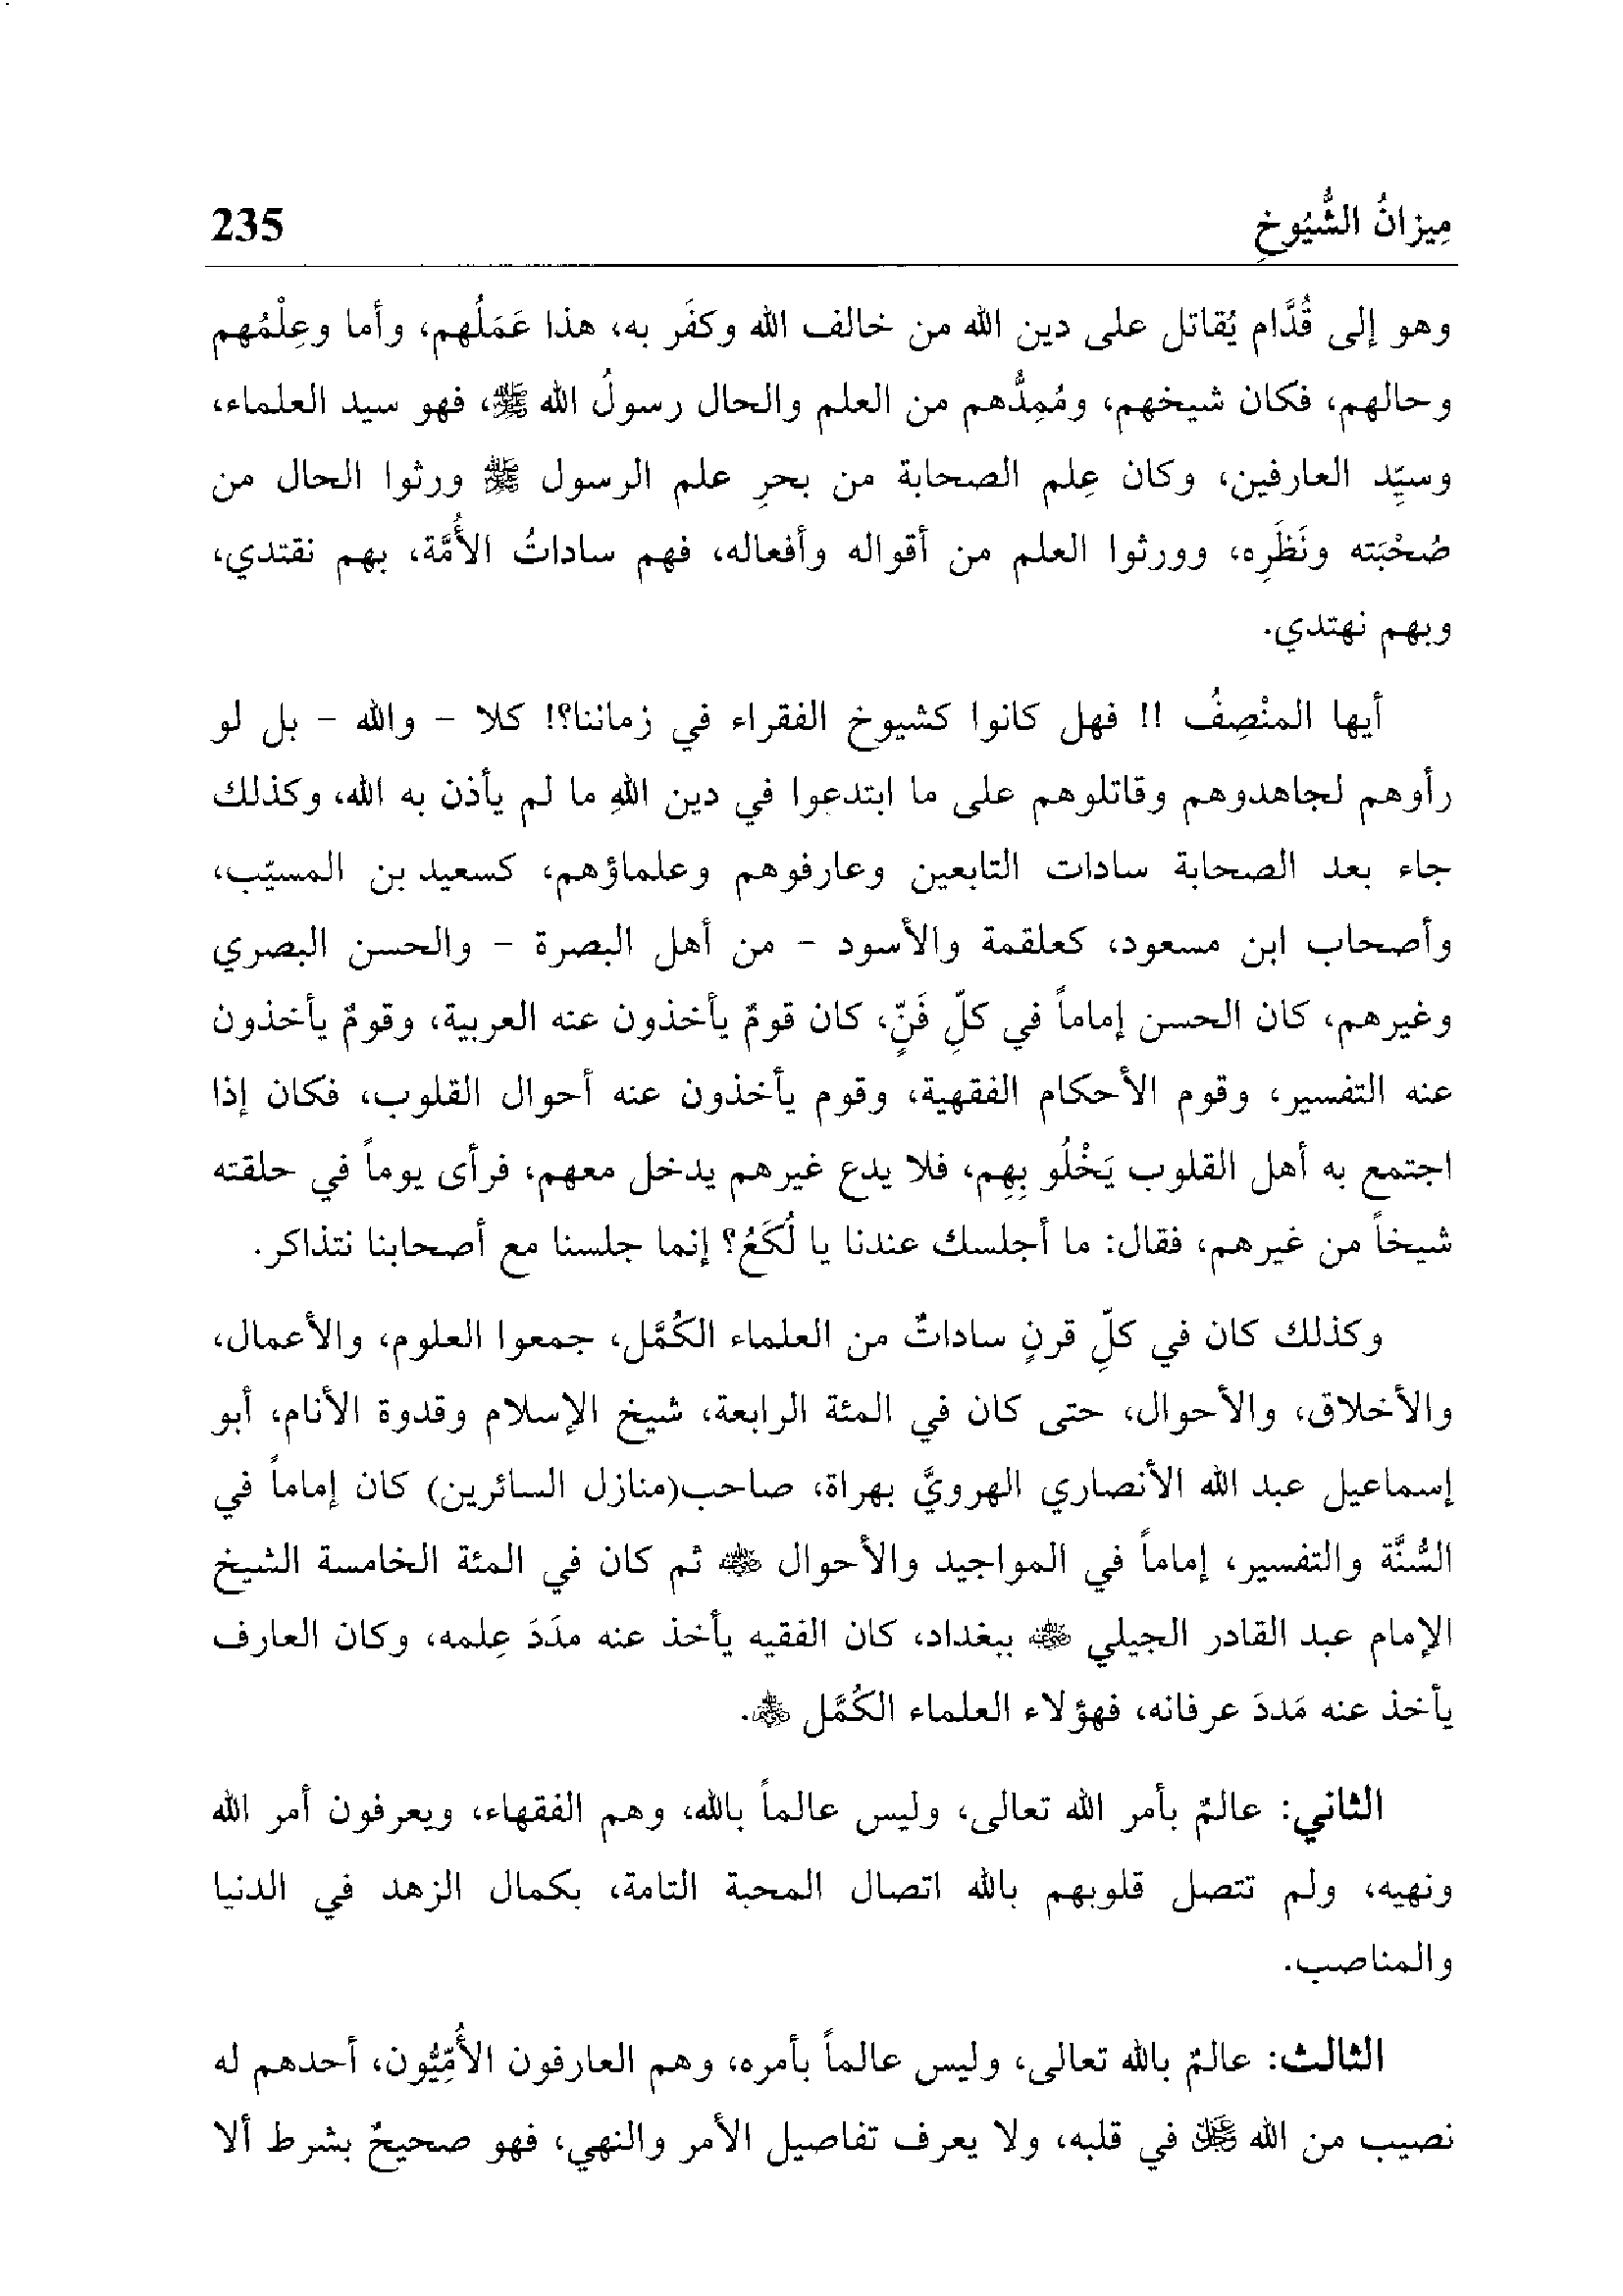 مِيزانُ الشُّيُوخِ 235
وهو إلى قُدَّام يُقاتل على دين الله من خالف الله وكفَر به، هذا عَمَلُهم، وأما وعِلْمُهم
وحالهم، فكان شيخهم، ومُمِدُّهم من العلم والحال رسولُ الله ﷺ، فهو سيد العلماء،
وسيِّد العارفين، وكان عِلم الصحابة من بحرِ علم الرسول ﷺ ورثوا الحال من
صُحْبَته ونَظَرِه، وورثوا العلم من أقواله وأفعاله، فهم ساداتُ الأُمَّة، بهم نقتدي،
وبهم نهتدي.
أيها المنْصِفُ !! فهل كانوا كشيوخ الفقراء في زماننا؟! كلا - والله - بل لو
رأوهم لجاهدوهم وقاتلوهم على ما ابتدعوا في دين اللهِ ما لم يأذن به الله، وكذلك
جاء بعد الصحابة سادات التابعين وعارفوهم وعلماؤهم، كسعيد بن المسيّب،
وأصحاب ابن مسعود، كعلقمة والأسود - من أهل البصرة - والحسن البصري
وغيرهم، كان الحسن إماماً في كلِّ فَنٍّ، كان قومٌ يأخذون عنه العربية، وقومٌ يأخذون
عنه التفسير، وقوم الأحكام الفقهية، وقوم يأخذون عنه أحوال القلوب، فكان إذا
اجتمع به أهل القلوب يَخْلُو بِهِم، فلا يدع غيرهم يدخل معهم، فرأى يوماً في حلقته
شيخاً من غيرهم، فقال: ما أجلسك عندنا يا لُكَعُ؟ إنما جلسنا مع أصحابنا نتذاكر.
وكذلك كان في كلِّ قرنٍ ساداتٌ من العلماء الكُمَّل، جمعوا العلوم، والأعمال،
والأخلاق، والأحوال، حتى كان في المئة الرابعة، شيخ الإسلام وقدوة الأنام، أبو
إسماعيل عبد الله الأنصاري الهرويَّ بهراة، صاحب(منازل السائرين) كان إماماً في
السُّنَّة والتفسير، إماماً في المواجيد والأحوال رضي الله عنه ثم كان في المئة الخامسة الشيخ
الإمام عبد القادر الجيلي رضي الله عنه ببغداد، كان الفقيه يأخذ عنه مدَدَ عِلمه، وكان العارف
يأخذ عنه مَددَ عرفانه، فهؤلاء العلماء الكُمَّل رضي الله عنهم.
الثاني: عالمٌ بأمر الله تعالى، وليس عالماً بالله، وهم الفقهاء، ويعرفون أمر الله
ونهيه، ولم تتصل قلوبهم بالله اتصال المحبة التامة، بكمال الزهد في الدنيا
والمناصب.
الثالث: عالمٌ بالله تعالى، وليس عالماً بأمره، وهم العارفون الأُمِّيُّون، أحدهم له
نصيب من الله عز وجل في قلبه، ولا يعرف تفاصيل الأمر والنهي، فهو صحيحٌ بشرط ألا